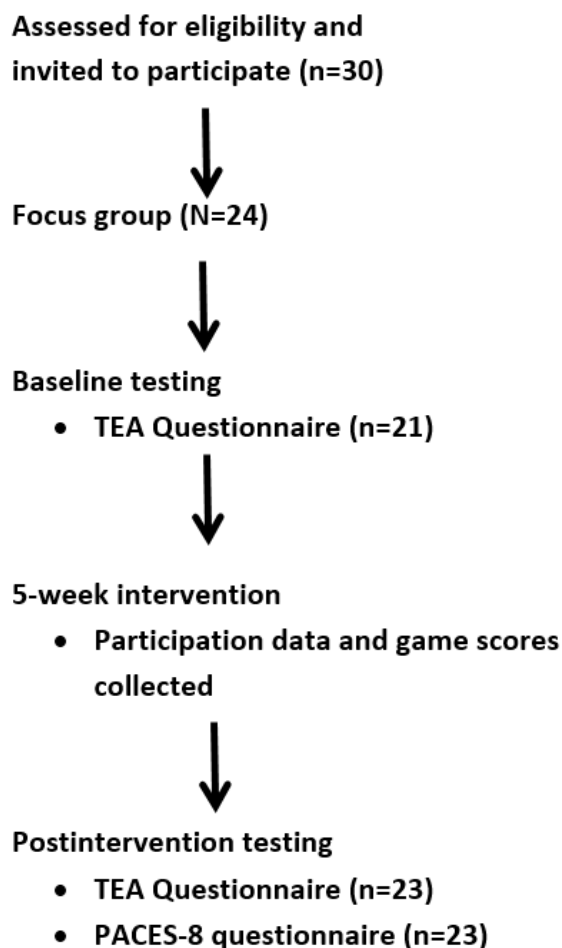 Assessed for eligibility and
invited to participate (n=30)
Focus group (N=24)
Baseline testing
• TEA Questionnaire (n=21)
5-week intervention
• Participation data and game scores
collected
Postintervention testing
• TEA Questionnaire (n=23)
• PACES-8 questionnaire (n=23)